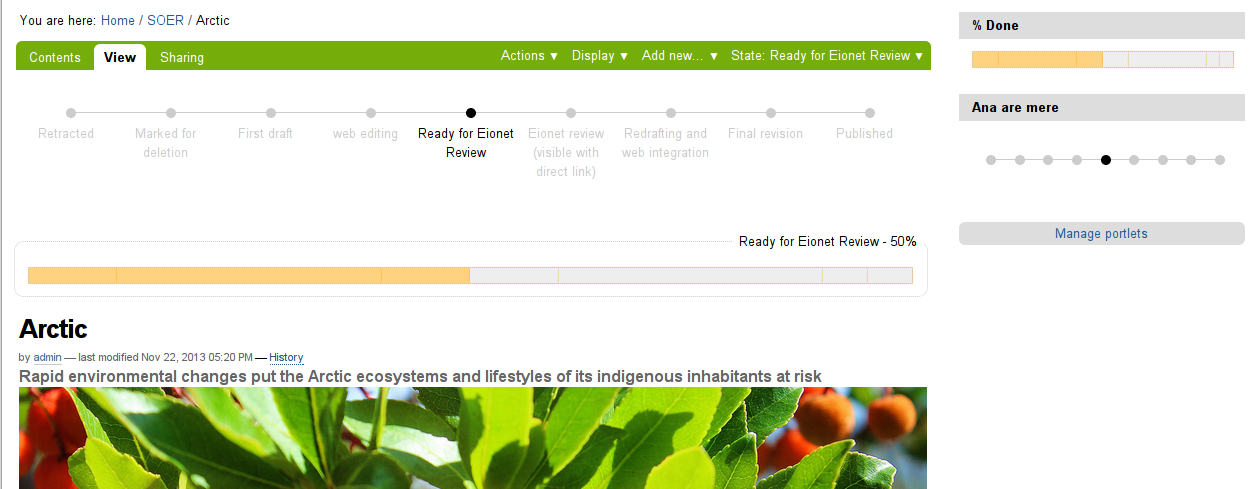 You are here: Home / SOER / Arctic
Contents View Sharing Actions ▼ Display ▼ Add new... ▼ State: Ready for Eionet Review ▼
Retracted
Marked for
deletion
First draft
web editing
Ready for Eionet
Review
Eionet review
(visible with
direct link)
Redrafting and
web integration
Final revision
Published
Ready for Eionet Review - 50%
Arctic
by admin — last modified Nov 22, 2013 05:20 PM — History
Rapid environmental changes put the Arctic ecosystems and lifestyles of its indigenous inhabitants at risk
% Done
Ana are mere
Manage portlets